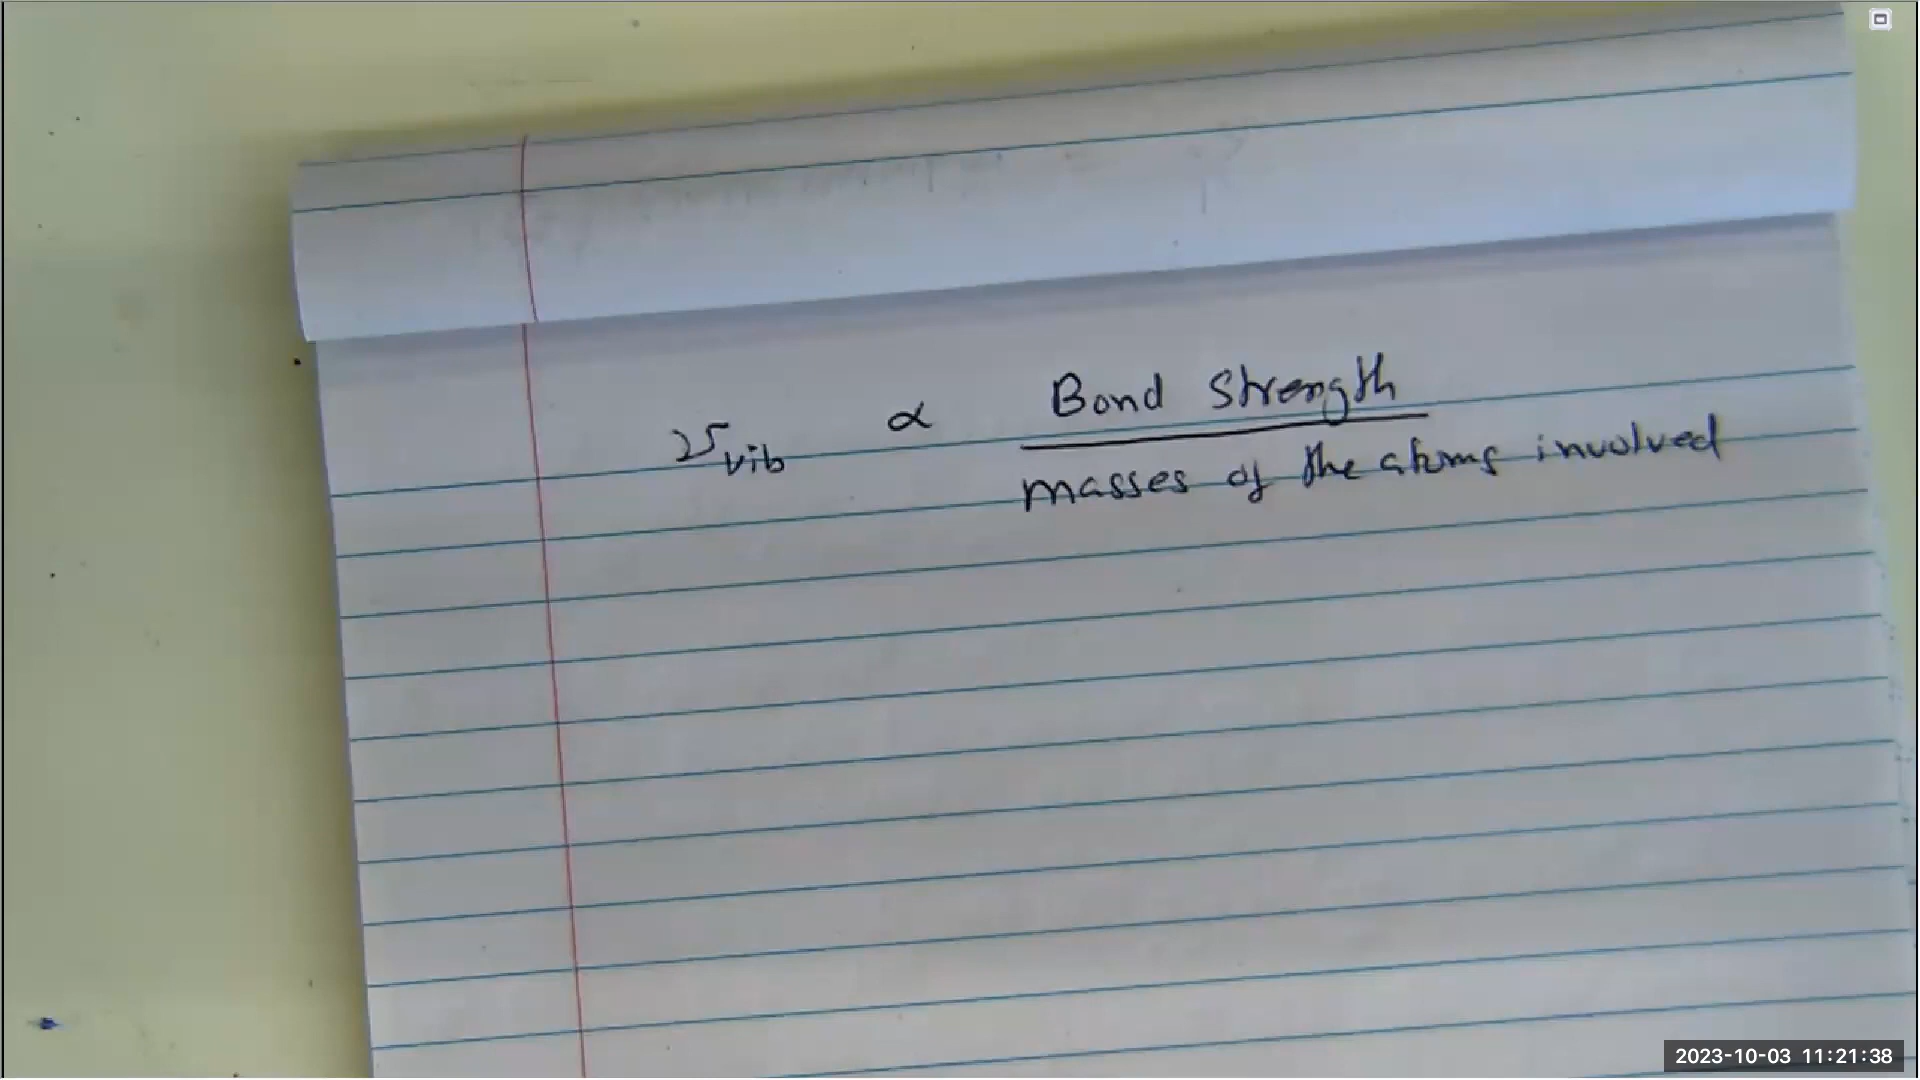 ν_vib ∝ Bond Strength
masses of the atoms involved
2023-10-03 11:21:38